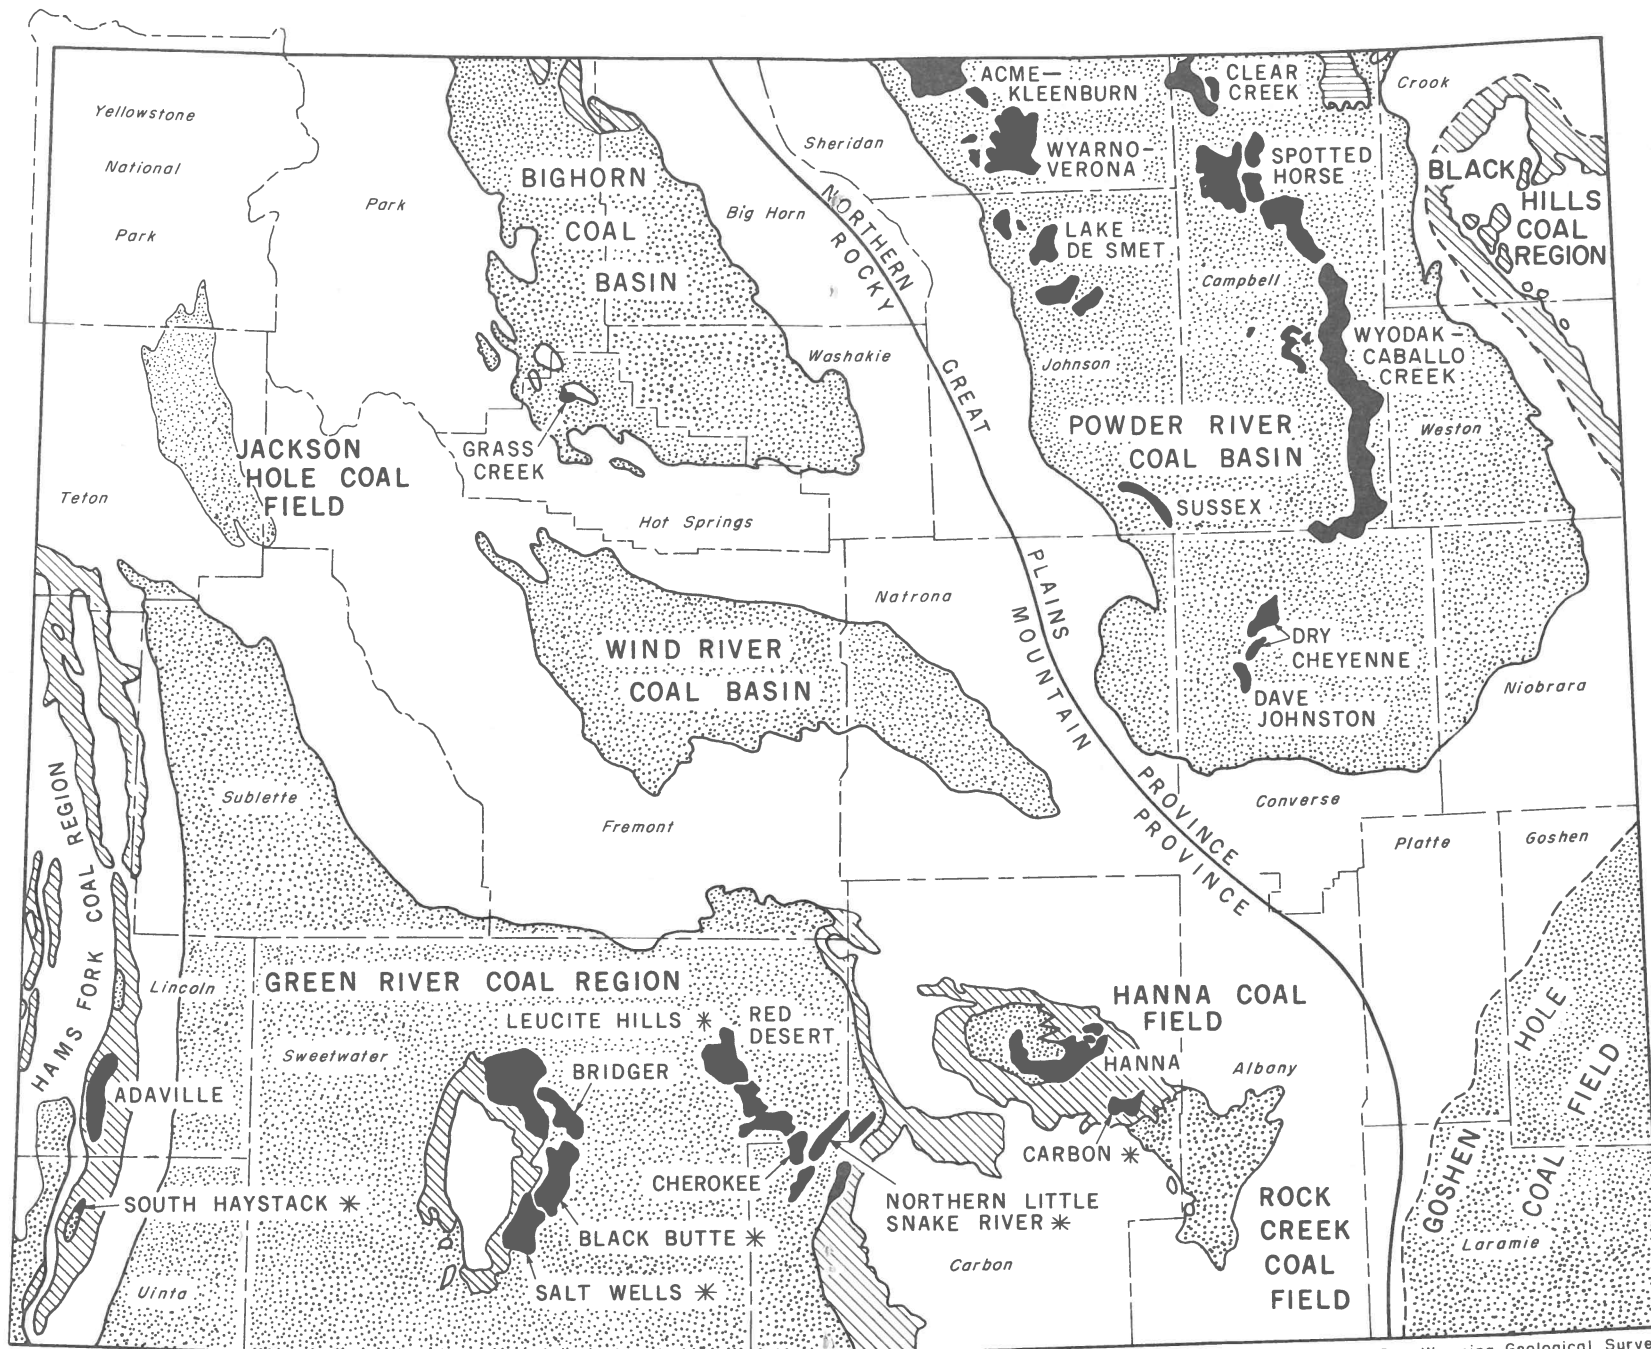 Yellowstone
National
Park
Park
BIGHORN
COAL
BASIN
Big Horn
Sheridan
ACME—
KLEENBURN
WYARNO—
VERONA
CLEAR
CREEK
SPOTTED
HORSE
Crook
BLACK
HILLS
COAL
REGION
LAKE
DE SMET
Campbell
NORTHERN GREAT PLAINS PROVINCE
ROCKY MOUNTAIN PROVINCE
Washakie
Johnson
WYODAK—
CABALLO
CREEK
POWDER RIVER
COAL BASIN
Weston
SUSSEX
GRASS
CREEK
JACKSON
HOLE COAL
FIELD
Teton
Hot Springs
Natrona
WIND RIVER
COAL BASIN
DRY
CHEYENNE
DAVE
JOHNSTON
Niobrara
Sublette
Fremont
Converse
Platte
Goshen
HAMS FORK COAL REGION
Lincoln
GREEN RIVER COAL REGION
LEUCITE HILLS *
RED
DESERT
HANNA COAL
FIELD
Sweetwater
BRIDGER
HANNA
Albany
ADAVILLE
CARBON *
CHEROKEE
SOUTH HAYSTACK *
NORTHERN LITTLE
SNAKE RIVER *
BLACK BUTTE *
SALT WELLS *
Carbon
ROCK
CREEK
COAL
FIELD
GOSHEN HOLE
COAL FIELD
Laramie
Uinta
Geological